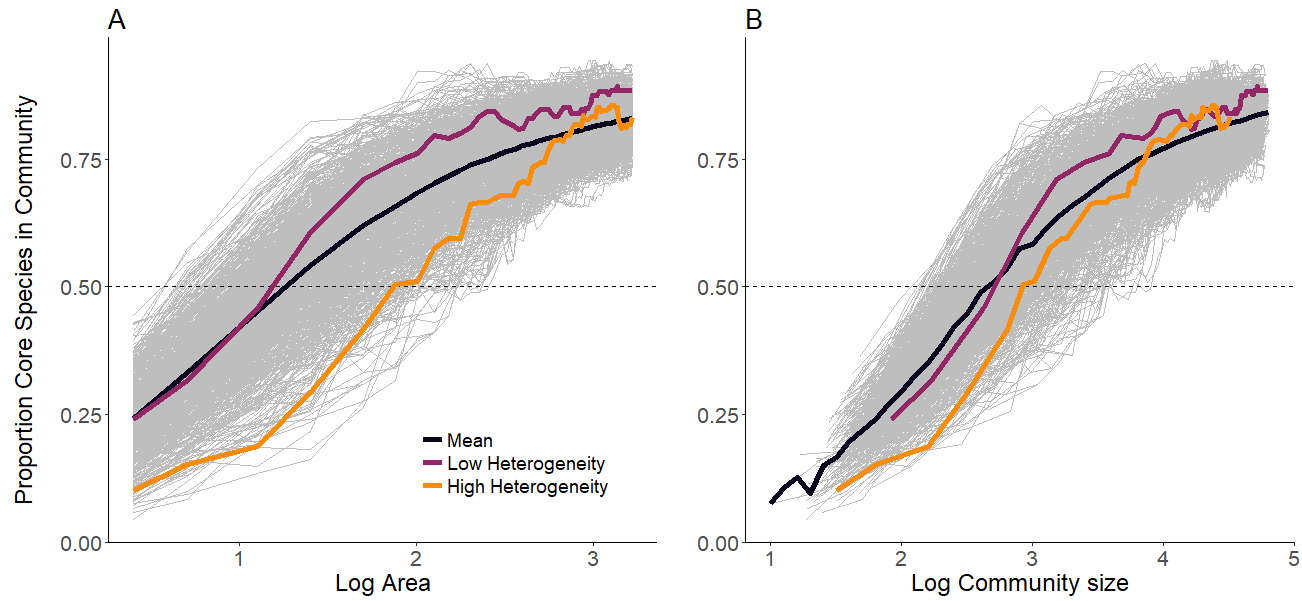 A
B
Proportion Core Species in Community
0.75
0.50
0.25
0.00
0.75
0.50
0.25
0.00
Mean
Low Heterogeneity
High Heterogeneity
1
2
3
1
2
3
4
5
Log Area
Log Community size